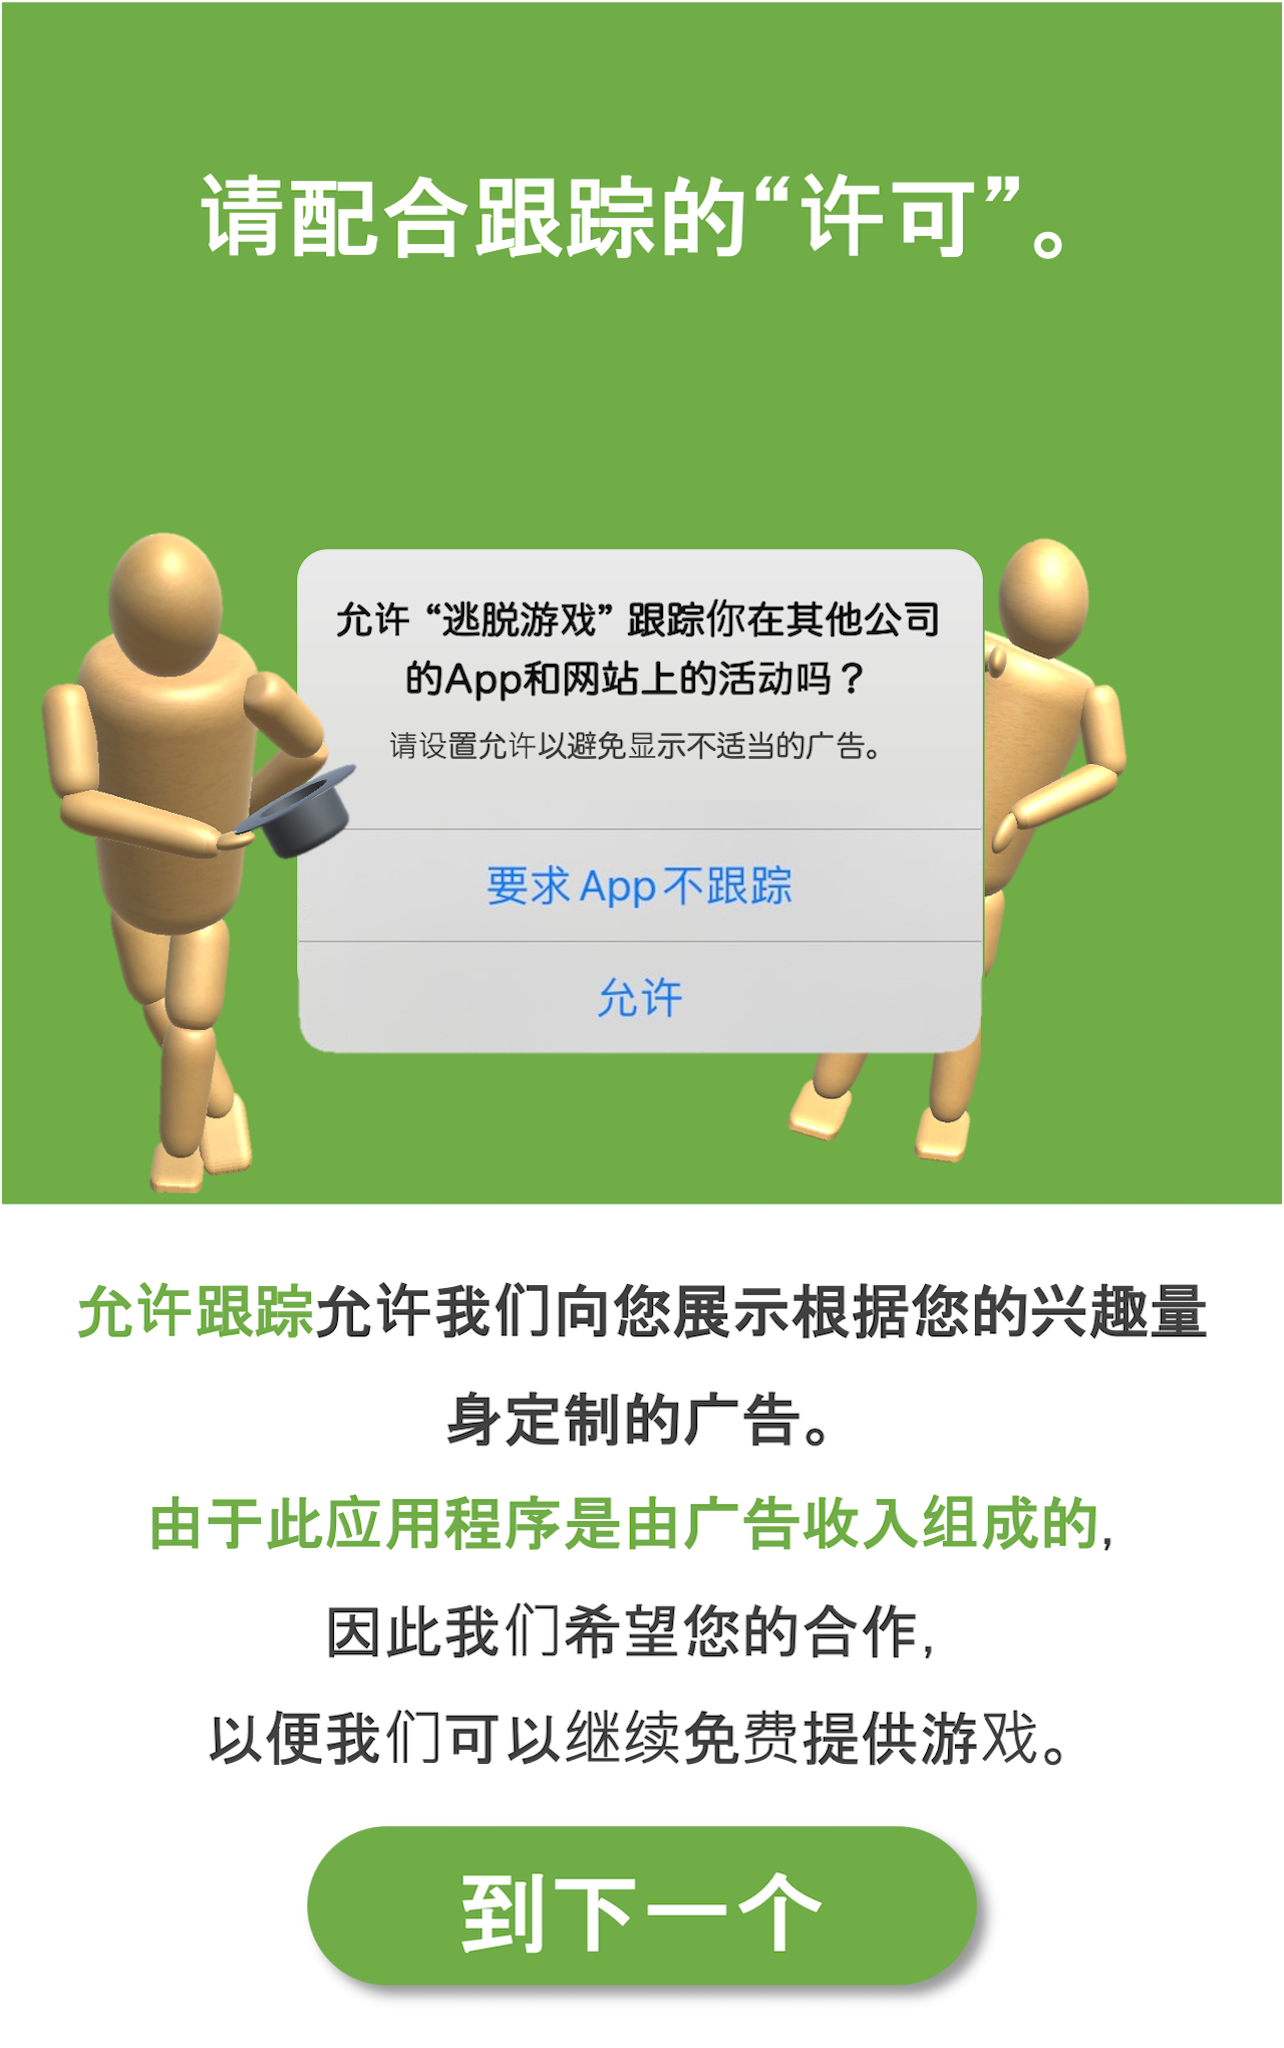 请配合跟踪的“许可”。
允许“逃脱游戏”跟踪你在其他公司
的App和网站上的活动吗？
请设置允许以避免显示不适当的广告。
要求App不跟踪
允许
允许跟踪允许我们向您展示根据您的兴趣量
身定制的广告。
由于此应用程序是由广告收入组成的,
因此我们希望您的合作,
以便我们可以继续免费提供游戏。
到下一个